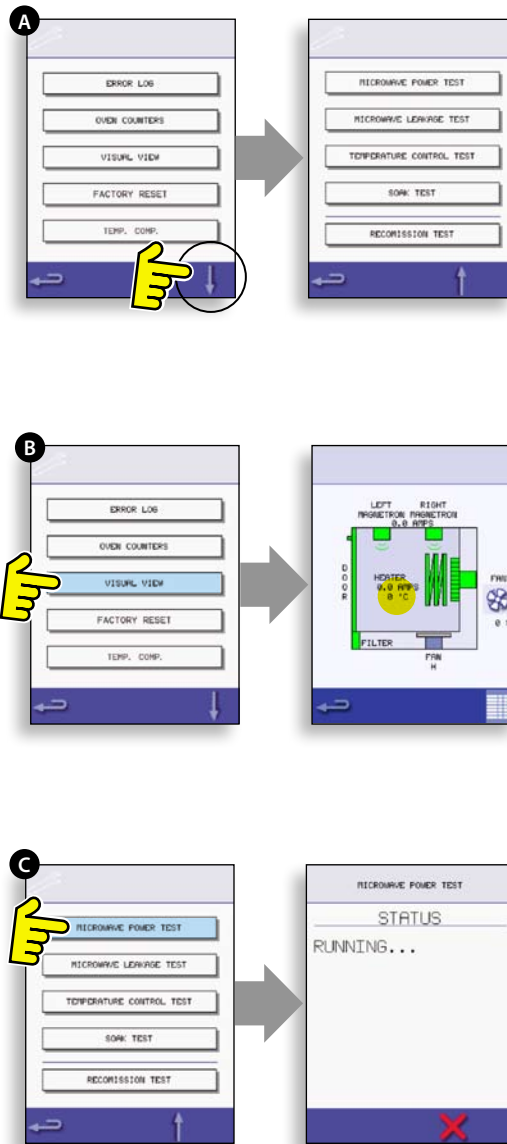 A
ERROR LOG
OVEN COUNTERS
VISUAL VIEW
FACTORY RESET
TEMP. COMP.
MICROWAVE POWER TEST
MICROWAVE LEAKAGE TEST
TEMPERATURE CONTROL TEST
SOAK TEST
RECOMISSION TEST
B
ERROR LOG
OVEN COUNTERS
VISUAL VIEW
FACTORY RESET
TEMP. COMP.
LEFT RIGHT
MAGNETRON MAGNETRON
0.0 AMPS
DOOR
HEATER
0.0 AMPS
0 °C
FILTER
FAN
H
FAN
0
C
MICROWAVE POWER TEST
MICROWAVE LEAKAGE TEST
TEMPERATURE CONTROL TEST
SOAK TEST
RECOMISSION TEST
MICROWAVE POWER TEST
STATUS
RUNNING...